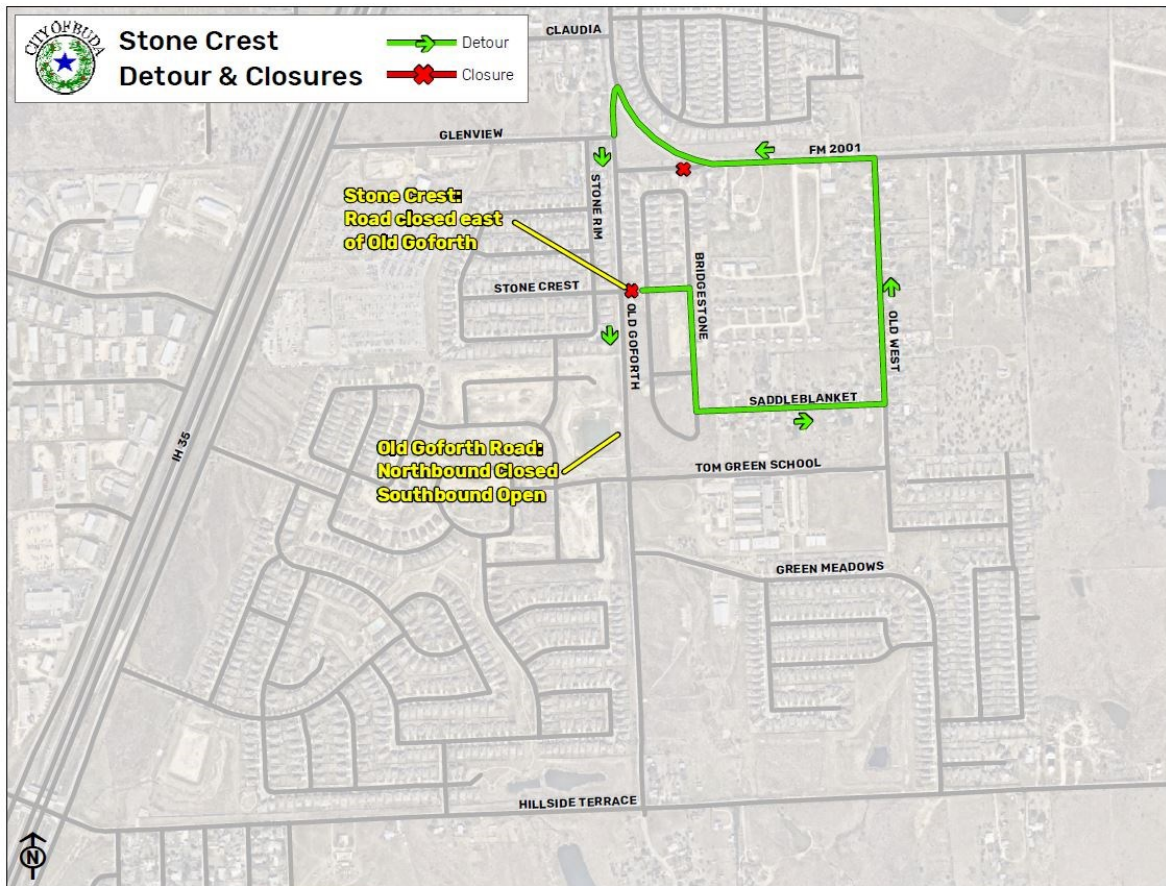 CITY OF BUDA
Stone Crest
Detour & Closures
Detour
Closure
CLAUDIA
GLENVIEW
FM 2001
STONE RIM
Stone Crest:
Road closed east
of Old Goforth
BRIDGESTONE
STONE CREST
OLD GOFORTH
OLD WEST
SADDLEBLANKET
IH 35
Old Goforth Road:
Northbound Closed
Southbound Open
TOM GREEN SCHOOL
GREEN MEADOWS
HILLSIDE TERRACE
N